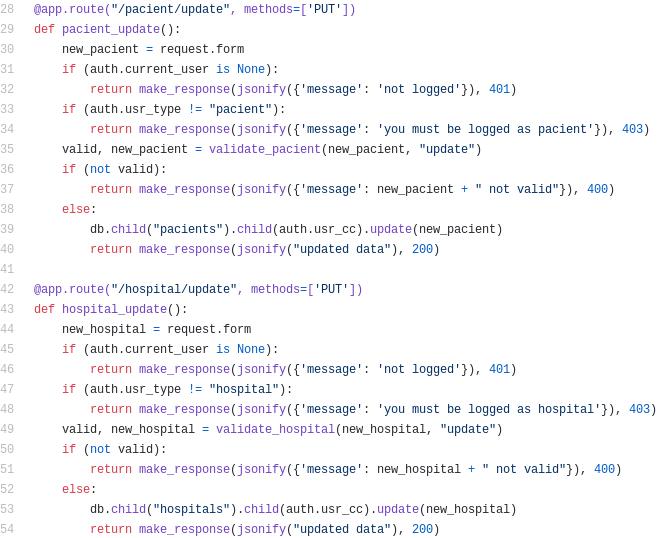 28 @app.route("/pacient/update", methods=['PUT'])
29 def pacient_update():
30     new_pacient = request.form
31     if (auth.current_user is None):
32         return make_response(jsonify({'message': 'not logged'}), 401)
33     if (auth.usr_type != "pacient"):
34         return make_response(jsonify({'message': 'you must be logged as pacient'}), 403)
35     valid, new_pacient = validate_pacient(new_pacient, "update")
36     if (not valid):
37         return make_response(jsonify({'message': new_pacient + " not valid"}), 400)
38     else:
39         db.child("pacients").child(auth.usr_cc).update(new_pacient)
40         return make_response(jsonify("updated data"), 200)
41
42 @app.route("/hospital/update", methods=['PUT'])
43 def hospital_update():
44     new_hospital = request.form
45     if (auth.current_user is None):
46         return make_response(jsonify({'message': 'not logged'}), 401)
47     if (auth.usr_type != "hospital"):
48         return make_response(jsonify({'message': 'you must be logged as hospital'}), 403)
49     valid, new_hospital = validate_hospital(new_hospital, "update")
50     if (not valid):
51         return make_response(jsonify({'message': new_hospital + " not valid"}), 400)
52     else:
53         db.child("hospitals").child(auth.usr_cc).update(new_hospital)
54         return make_response(jsonify("updated data"), 200)